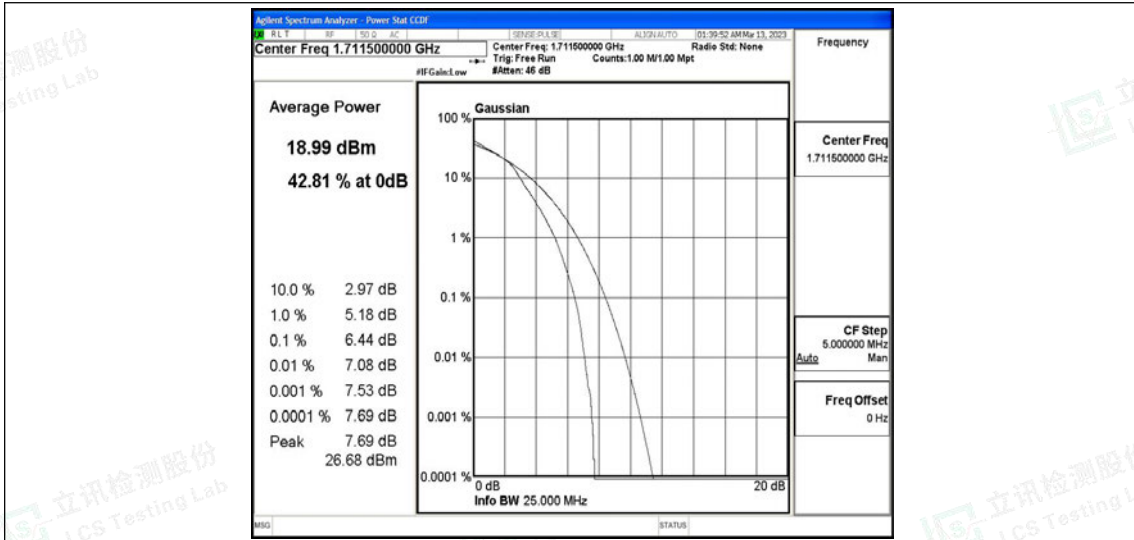 Agilent Spectrum Analyzer - Power Stat CCDF
RLT RF 50 Ω AC SENSE:PULSE ALIGNAUTO 01:39:52 AM Mar 13, 2023
Center Freq 1.711500000 GHz
Center Freq: 1.711500000 GHz Radio Std: None
Trig: Free Run Counts:1.00 M/1.00 Mpt
#IFGain:Low #Atten: 46 dB
Frequency
Average Power
18.99 dBm
42.81 % at 0dB
10.0 % 2.97 dB
1.0 % 5.18 dB
0.1 % 6.44 dB
0.01 % 7.08 dB
0.001 % 7.53 dB
0.0001 % 7.69 dB
Peak 7.69 dB
26.68 dBm
Gaussian
100 %
10 %
1 %
0.1 %
0.01 %
0.001 %
0.0001 %
0 dB 20 dB
Info BW 25.000 MHz
Center Freq
1.711500000 GHz
CF Step
5.000000 MHz
Auto Man
Freq Offset
0 Hz
MSG STATUS
立讯检测股份
LCS Testing Lab
立讯检测股份